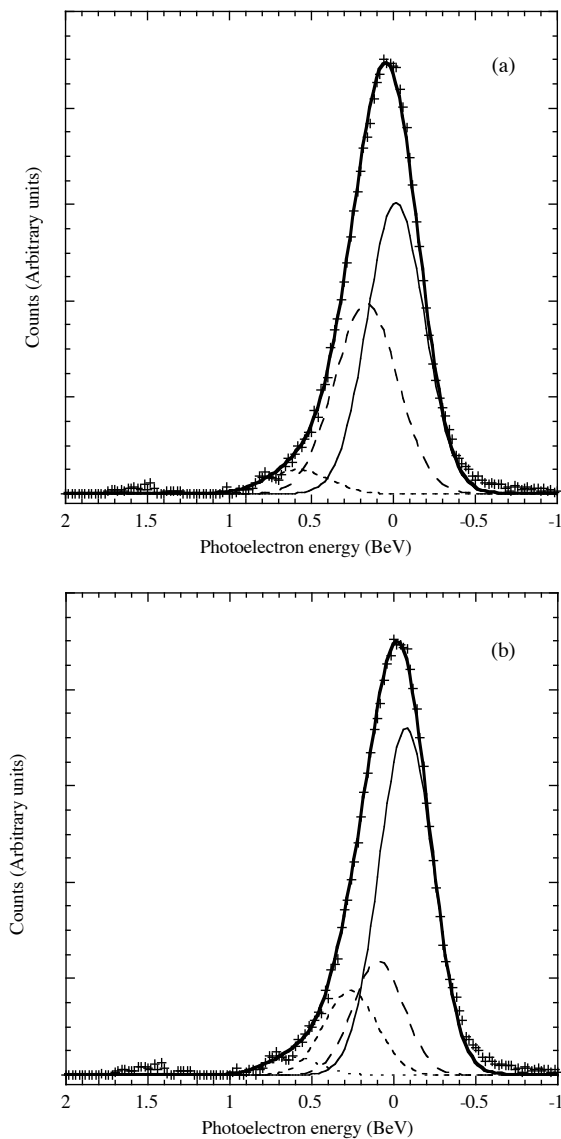 (a)
Counts (Arbitrary units)
2 1.5 1 0.5 0 -0.5 -1
Photoelectron energy (BeV)
(b)
Counts (Arbitrary units)
2 1.5 1 0.5 0 -0.5 -1
Photoelectron energy (BeV)